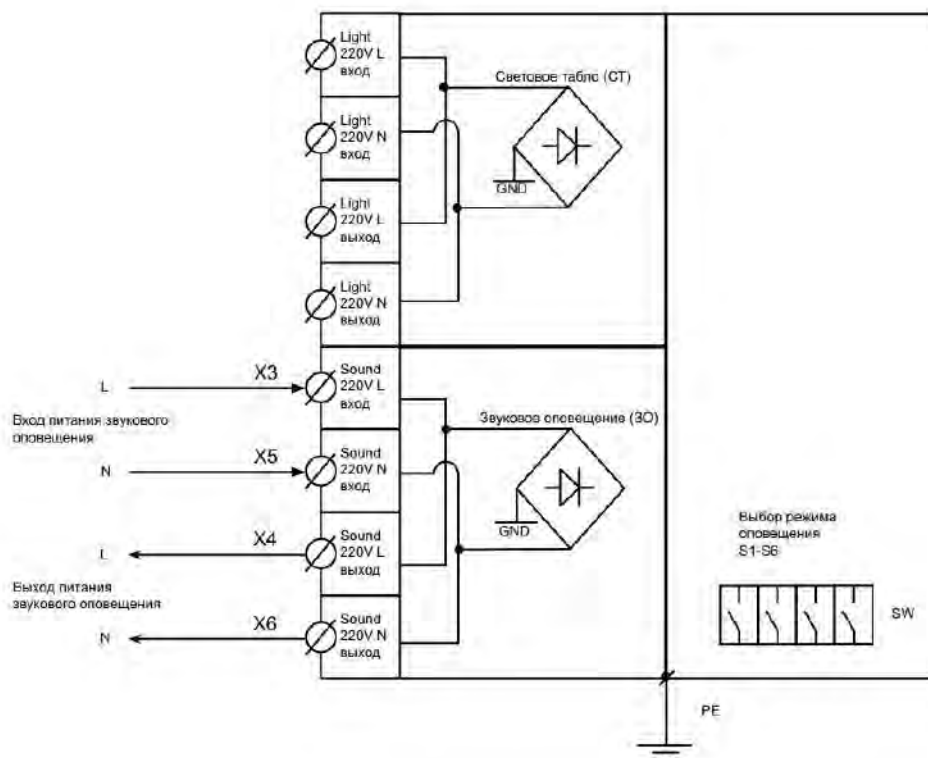 Light
220V L
вход
Световое табло (СТ)
Light
220V N
вход
GND
Light
220V L
выход
Light
220V N
выход
L
X3
Sound
220V L
вход
Вход питания звукового
оповещения
Звуковое оповещение (ЗО)
N
X5
Sound
220V N
вход
GND
Выбор режима
оповещения
S1-S6
L
X4
Sound
220V L
выход
Выход питания
звукового оповещения
N
X6
Sound
220V N
выход
SW
PE